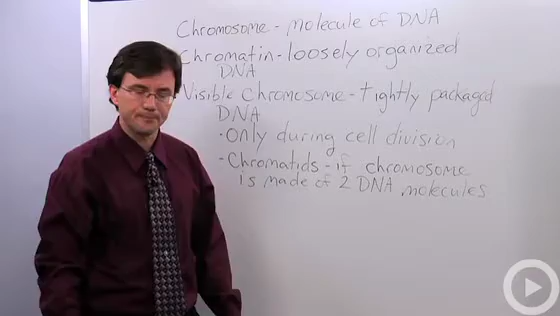 Chromosome - molecule of DNA
Chromatin - loosely organized
DNA
Visible Chromosome - tightly packaged
DNA
• Only during cell division
- Chromatids - if chromosome
is made of 2 DNA molecules